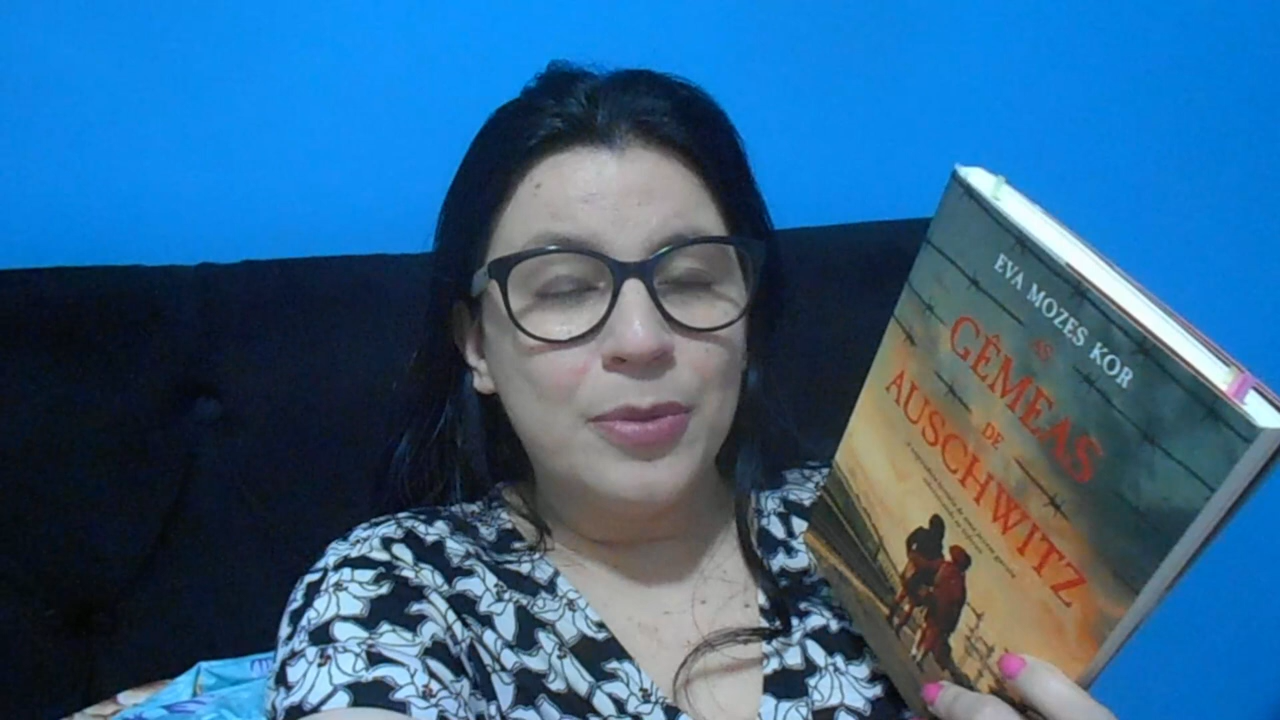 EVA MOZES KOR
AS
GÊMEAS
DE
AUSCHWITZ